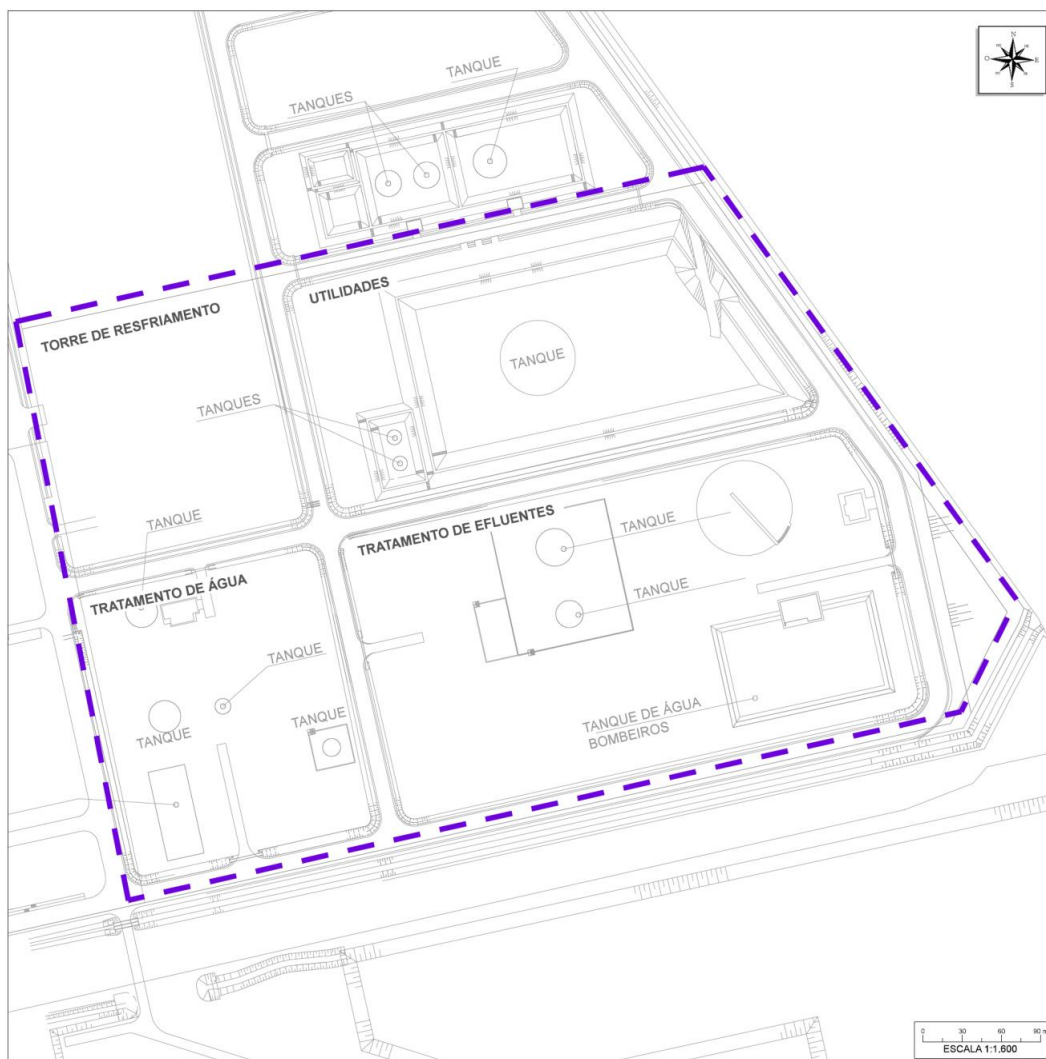 TANQUE
TANQUES
N
O
E
S
UTILIDADES
TORRE DE RESFRIAMENTO
TANQUE
TANQUES
TANQUE
TRATAMENTO DE EFLUENTES
TANQUE
TRATAMENTO DE ÁGUA
TANQUE
TANQUE
TANQUE
TANQUE
TANQUE DE ÁGUA
BOMBEIROS
0 30 60 90 m
ESCALA 1:1.600